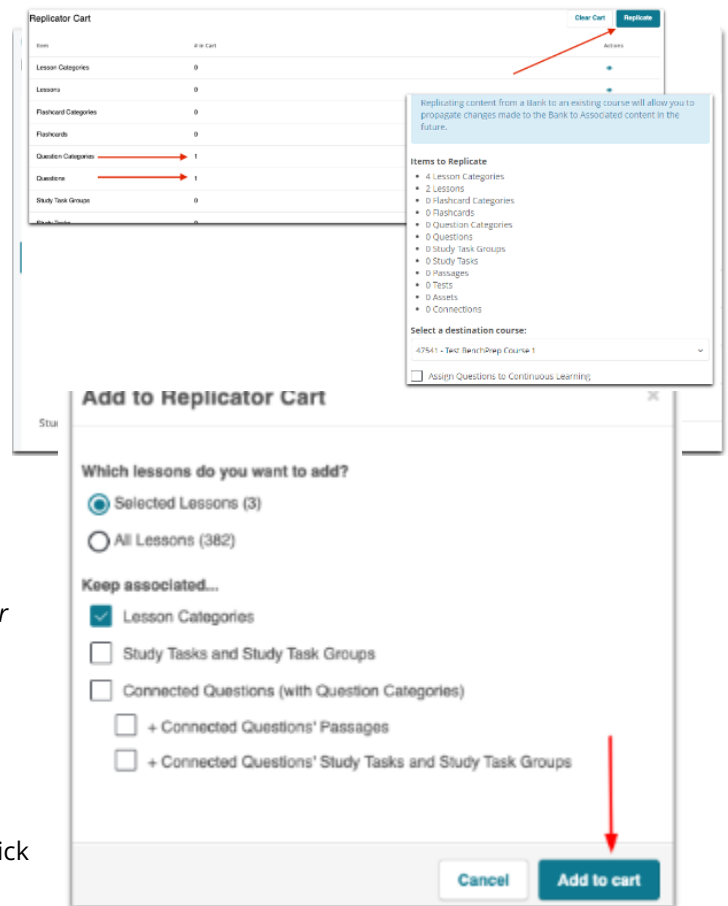 Replicator Cart
Clear Cart
Replicate
Item
# in Cart
Actions
Lesson Categories
0
Lessons
0
Flashcard Categories
0
Flashcards
0
Question Categories
1
Questions
1
Study Task Groups
0
Study Tasks
0
Replicating content from a Bank to an existing course will allow you to
propagate changes made to the Bank to Associated content in the
future.
Items to Replicate
• 4 Lesson Categories
• 2 Lessons
• 0 Flashcard Categories
• 0 Flashcards
• 0 Question Categories
• 0 Questions
• 0 Study Task Groups
• 0 Study Tasks
• 0 Passages
• 0 Tests
• 0 Assets
• 0 Connections
Select a destination course:
47541 - Test BenchPrep Course 1
Assign Questions to Continuous Learning
Add to Replicator Cart
×
Stu
Which lessons do you want to add?
Selected Lessons (3)
All Lessons (382)
Keep associated...
r
Lesson Categories
Study Tasks and Study Task Groups
Connected Questions (with Question Categories)
+ Connected Questions' Passages
+ Connected Questions' Study Tasks and Study Task Groups
ick
Cancel
Add to cart